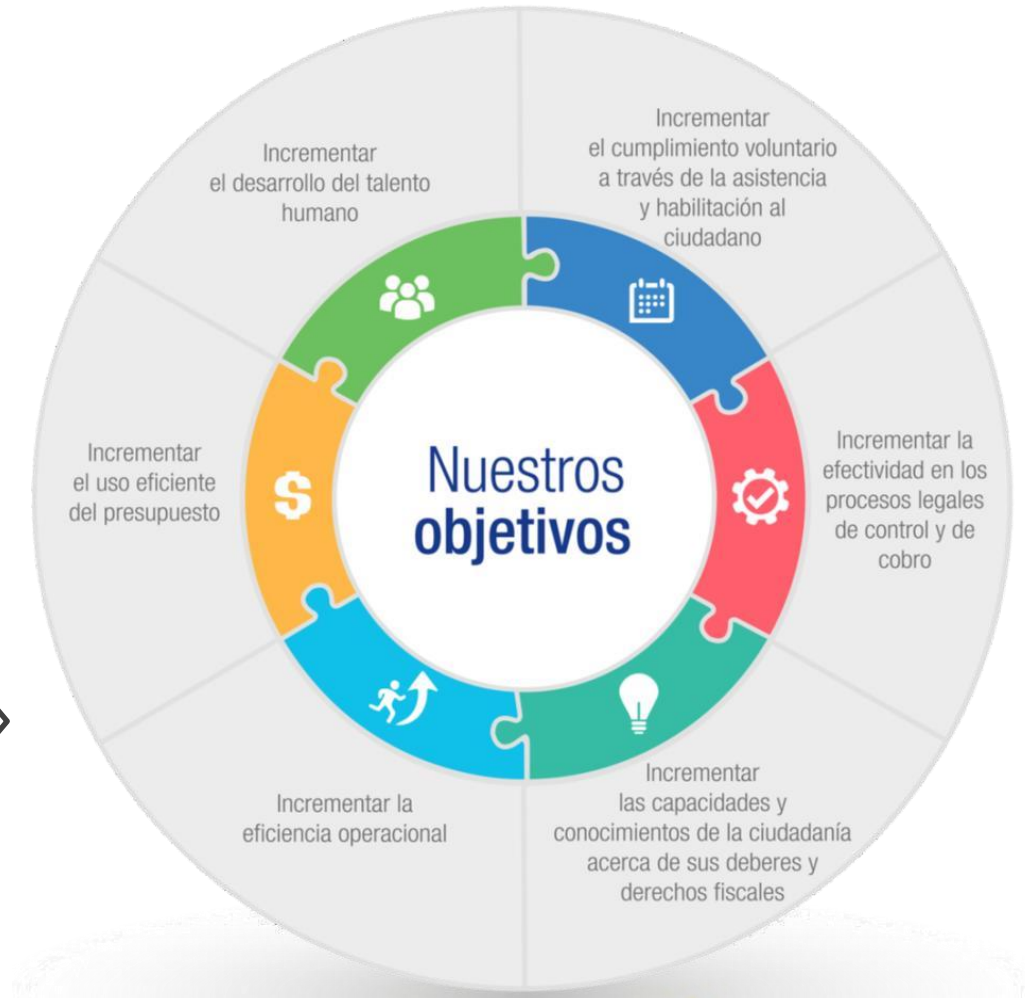 Nuestros
objetivos
Incrementar
el cumplimiento voluntario
a través de la asistencia
y habilitación al
ciudadano
Incrementar la
efectividad en los
procesos legales
de control y de
cobro
Incrementar
las capacidades y
conocimientos de la ciudadanía
acerca de sus deberes y
derechos fiscales
Incrementar la
eficiencia operacional
Incrementar
el uso eficiente
del presupuesto
$
Incrementar
el desarrollo del talento
humano